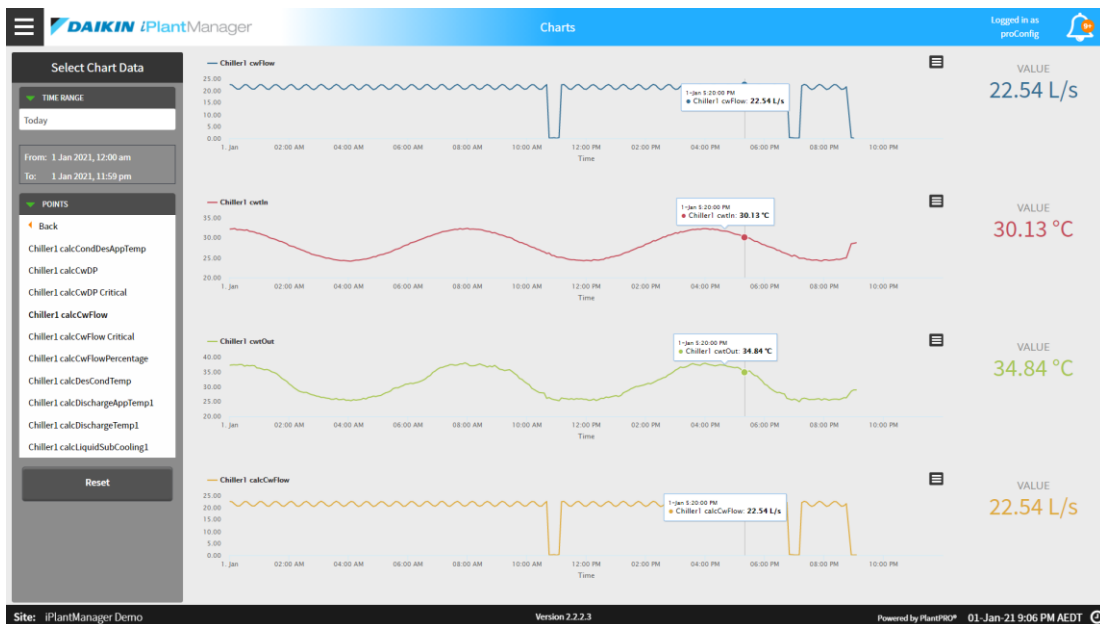 DAIKIN iPlantManager
Charts
Logged in as
proConfig
9+
Select Chart Data
TIME RANGE
Today
From: 1 Jan 2021, 12:00 am
To: 1 Jan 2021, 11:59 pm
POINTS
Back
Chiller1 calcCondDesAppTemp
Chiller1 calcCwDP
Chiller1 calcCwDP Critical
Chiller1 calcCwFlow
Chiller1 calcCwFlow Critical
Chiller1 calcCwFlowPercentage
Chiller1 calcDesCondTemp
Chiller1 calcDischargeAppTemp1
Chiller1 calcDischargeTemp1
Chiller1 calcLiquidSubCooling1
Reset
Chiller1 cwFlow
25.00
20.00
15.00
10.00
5.00
0.00
1. Jan 02:00 AM 04:00 AM 06:00 AM 08:00 AM 10:00 AM 12:00 PM 02:00 PM 04:00 PM 06:00 PM 08:00 PM 10:00 PM
Time
1-Jan 5:20:00 PM
Chiller1 cwFlow: 22.54 L/s
VALUE
22.54 L/s
Chiller1 cwtIn
35.00
30.00
25.00
20.00
1. Jan 02:00 AM 04:00 AM 06:00 AM 08:00 AM 10:00 AM 12:00 PM 02:00 PM 04:00 PM 06:00 PM 08:00 PM 10:00 PM
Time
1-Jan 5:20:00 PM
Chiller1 cwtIn: 30.13 °C
VALUE
30.13 °C
Chiller1 cwtOut
40.00
35.00
30.00
25.00
20.00
1. Jan 02:00 AM 04:00 AM 06:00 AM 08:00 AM 10:00 AM 12:00 PM 02:00 PM 04:00 PM 06:00 PM 08:00 PM 10:00 PM
Time
1-Jan 5:20:00 PM
Chiller1 cwtOut: 34.84 °C
VALUE
34.84 °C
Chiller1 calcCwFlow
25.00
20.00
15.00
10.00
5.00
0.00
1. Jan 02:00 AM 04:00 AM 06:00 AM 08:00 AM 10:00 AM 12:00 PM 02:00 PM 04:00 PM 06:00 PM 08:00 PM 10:00 PM
Time
1-Jan 5:20:00 PM
Chiller1 calcCwFlow: 22.54 L/s
VALUE
22.54 L/s
Site: iPlantManager Demo
Version 2.2.2.3
Powered by PlantPRO® 01-Jan-21 9:06 PM AEDT